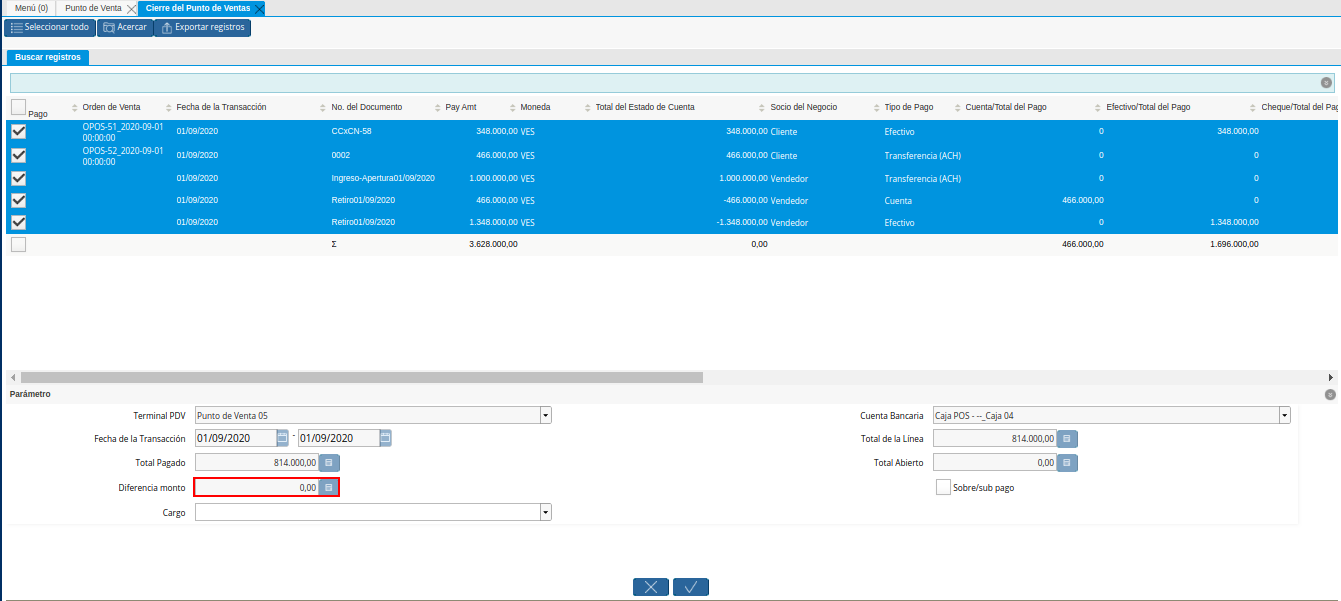 Menú (0) Punto de Venta Cierre del Punto de Ventas
Seleccionar todo Acercar Exportar registros
Buscar registros
Pago Orden de Venta Fecha de la Transacción No. del Documento Pay Amt Moneda Total del Estado de Cuenta Socio del Negocio Tipo de Pago Cuenta/Total del Pago Efectivo/Total del Pago Cheque/Total del Pag
OPOS-51_2020-09-01 00:00:00 01/09/2020 CCxCN-58 348.000,00 VES 348.000,00 Cliente Efectivo 0 348.000,00
OPOS-52_2020-09-01 00:00:00 01/09/2020 0002 466.000,00 VES 466.000,00 Cliente Transferencia (ACH) 0 0
01/09/2020 Ingreso-Apertura01/09/2020 1.000.000,00 VES 1.000.000,00 Vendedor Transferencia (ACH) 0 0
01/09/2020 Retiro01/09/2020 466.000,00 VES -466.000,00 Vendedor Cuenta 466.000,00 0
01/09/2020 Retiro01/09/2020 1.348.000,00 VES -1.348.000,00 Vendedor Efectivo 0 1.348.000,00
Σ 3.628.000,00 0,00 466.000,00 1.696.000,00
Parámetro
Terminal PDV Punto de Venta 05 Cuenta Bancaria Caja POS - --_Caja 04
Fecha de la Transacción 01/09/2020 - 01/09/2020 Total de la Línea 814.000,00
Total Pagado 814.000,00 Total Abierto 0,00
Diferencia monto 0,00 Sobre/sub pago
Cargo